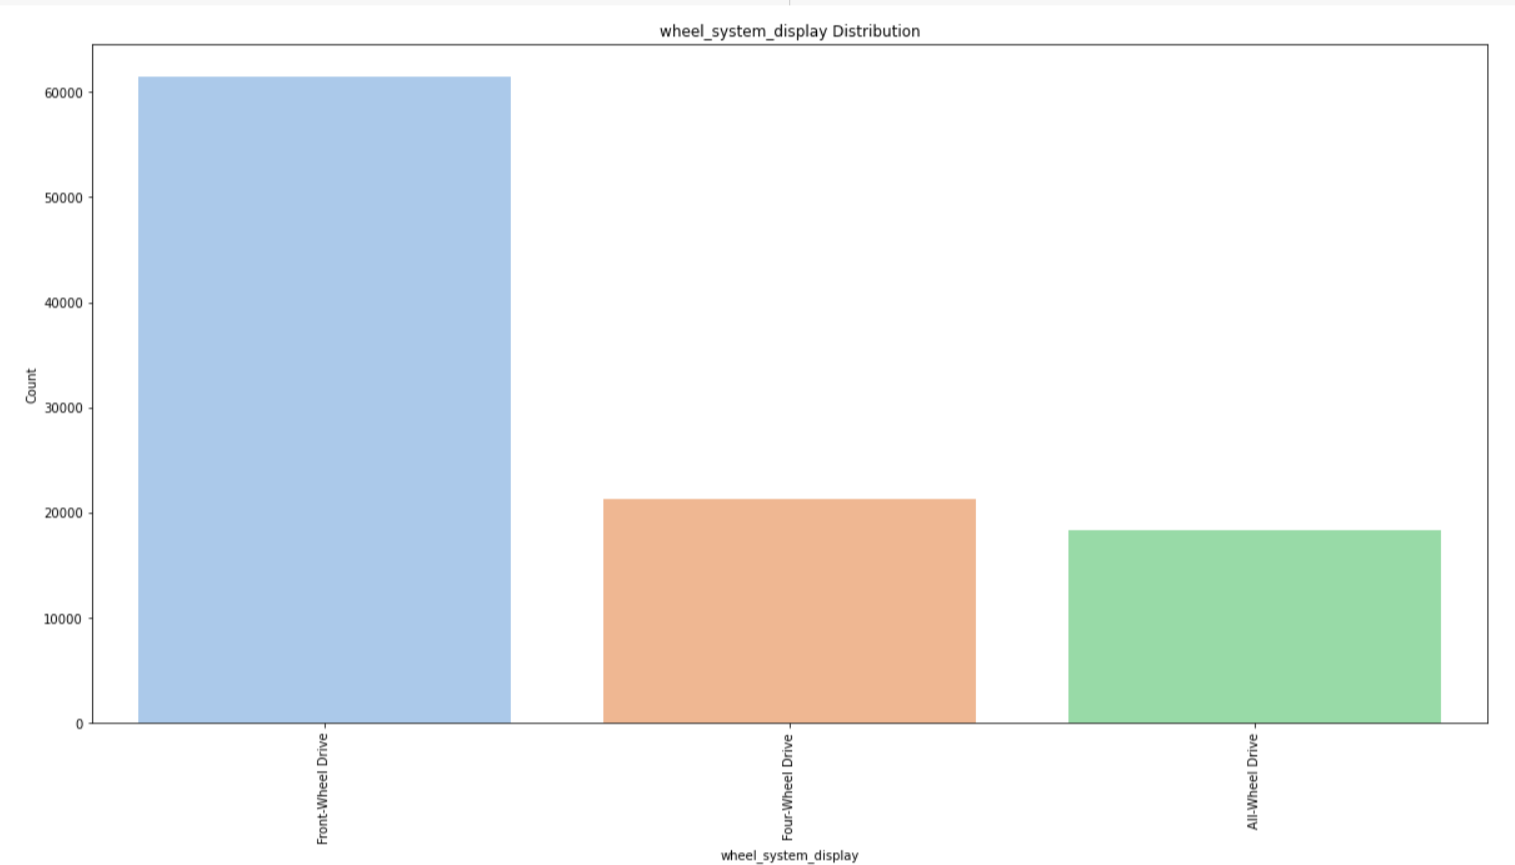 wheel_system_display Distribution
60000
50000
40000
30000
20000
10000
0
Count
Front-Wheel Drive
Four-Wheel Drive
All-Wheel Drive
wheel_system_display